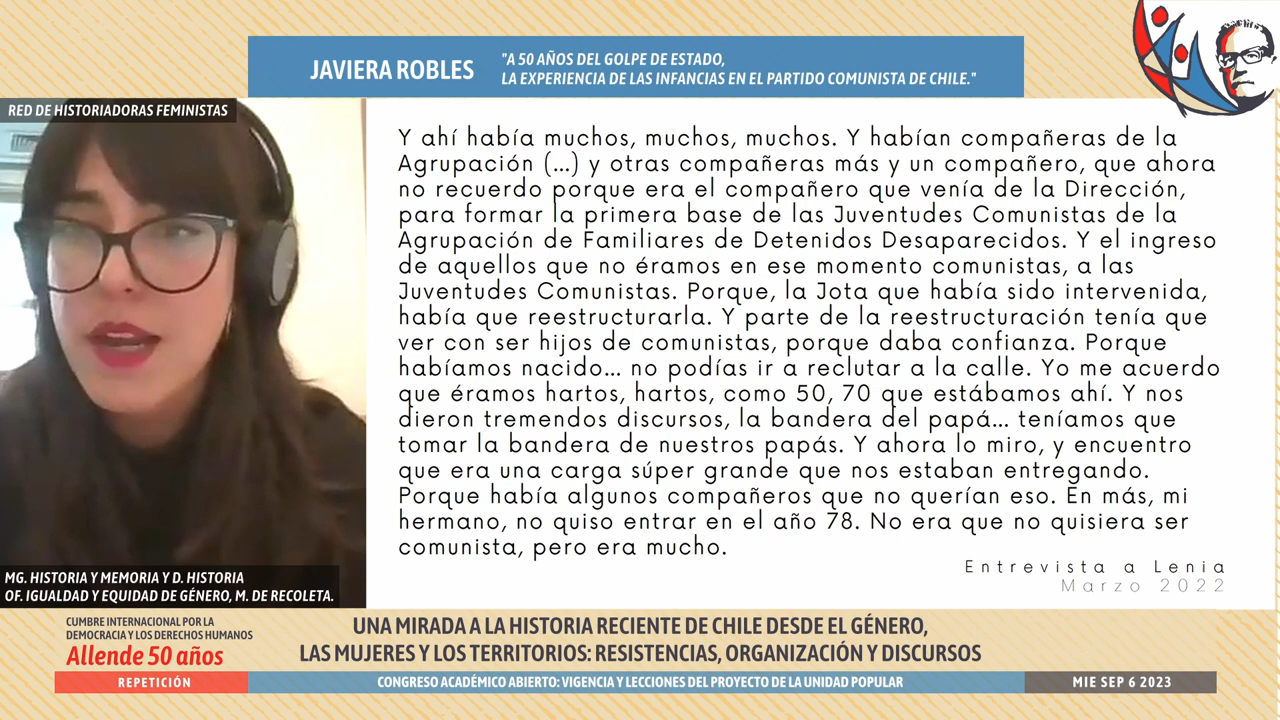 JAVIERA ROBLES
"A 50 AÑOS DEL GOLPE DE ESTADO,
LA EXPERIENCIA DE LAS INFANCIAS EN EL PARTIDO COMUNISTA DE CHILE."
RED DE HISTORIADORAS FEMINISTAS
Y ahí había muchos, muchos, muchos. Y habían compañeras de la
Agrupación (...) y otras compañeras más y un compañero, que ahora
no recuerdo porque era el compañero que venía de la Dirección,
para formar la primera base de las Juventudes Comunistas de la
Agrupación de Familiares de Detenidos Desaparecidos. Y el ingreso
de aquellos que no éramos en ese momento comunistas, a las
Juventudes Comunistas. Porque, la Jota que había sido intervenida,
había que reestructurarla. Y parte de la reestructuración tenía que
ver con ser hijos de comunistas, porque daba confianza. Porque
habíamos nacido... no podías ir a reclutar a la calle. Yo me acuerdo
que éramos hartos, hartos, como 50, 70 que estábamos ahí. Y nos
dieron tremendos discursos, la bandera del papá... teníamos que
tomar la bandera de nuestros papás. Y ahora lo miro, y encuentro
que era una carga súper grande que nos estaban entregando.
Porque había algunos compañeros que no querían eso. En más, mi
hermano, no quiso entrar en el año 78. No era que no quisiera ser
comunista, pero era mucho.
Entrevista a Lenia
Marzo 2022
MG. HISTORIA Y MEMORIA Y D. HISTORIA
OF. IGUALDAD Y EQUIDAD DE GÉNERO, M. DE RECOLETA.
CUMBRE INTERNACIONAL POR LA
DEMOCRACIA Y LOS DERECHOS HUMANOS
Allende 50 años
UNA MIRADA A LA HISTORIA RECIENTE DE CHILE DESDE EL GÉNERO,
LAS MUJERES Y LOS TERRITORIOS: RESISTENCIAS, ORGANIZACIÓN Y DISCURSOS
REPETICIÓN
CONGRESO ACADÉMICO ABIERTO: VIGENCIA Y LECCIONES DEL PROYECTO DE LA UNIDAD POPULAR
MIE SEP 6 2023